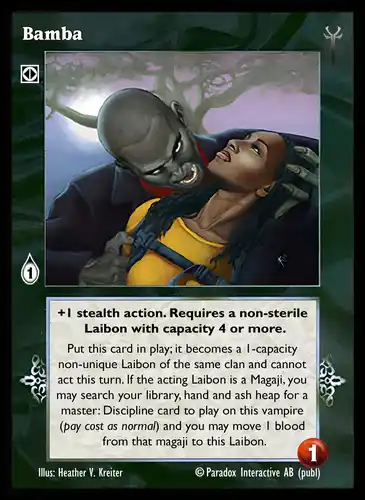 Bamba
1
+1 stealth action. Requires a non-sterile
Laibon with capacity 4 or more.
Put this card in play; it becomes a 1-capacity
non-unique Laibon of the same clan and cannot
act this turn. If the acting Laibon is a Magaji, you
may search your library, hand and ash heap for a
master: Discipline card to play on this vampire
(pay cost as normal) and you may move 1 blood
from that magaji to this Laibon.
1
Illus: Heather V. Kreiter
© Paradox Interactive AB (publ)